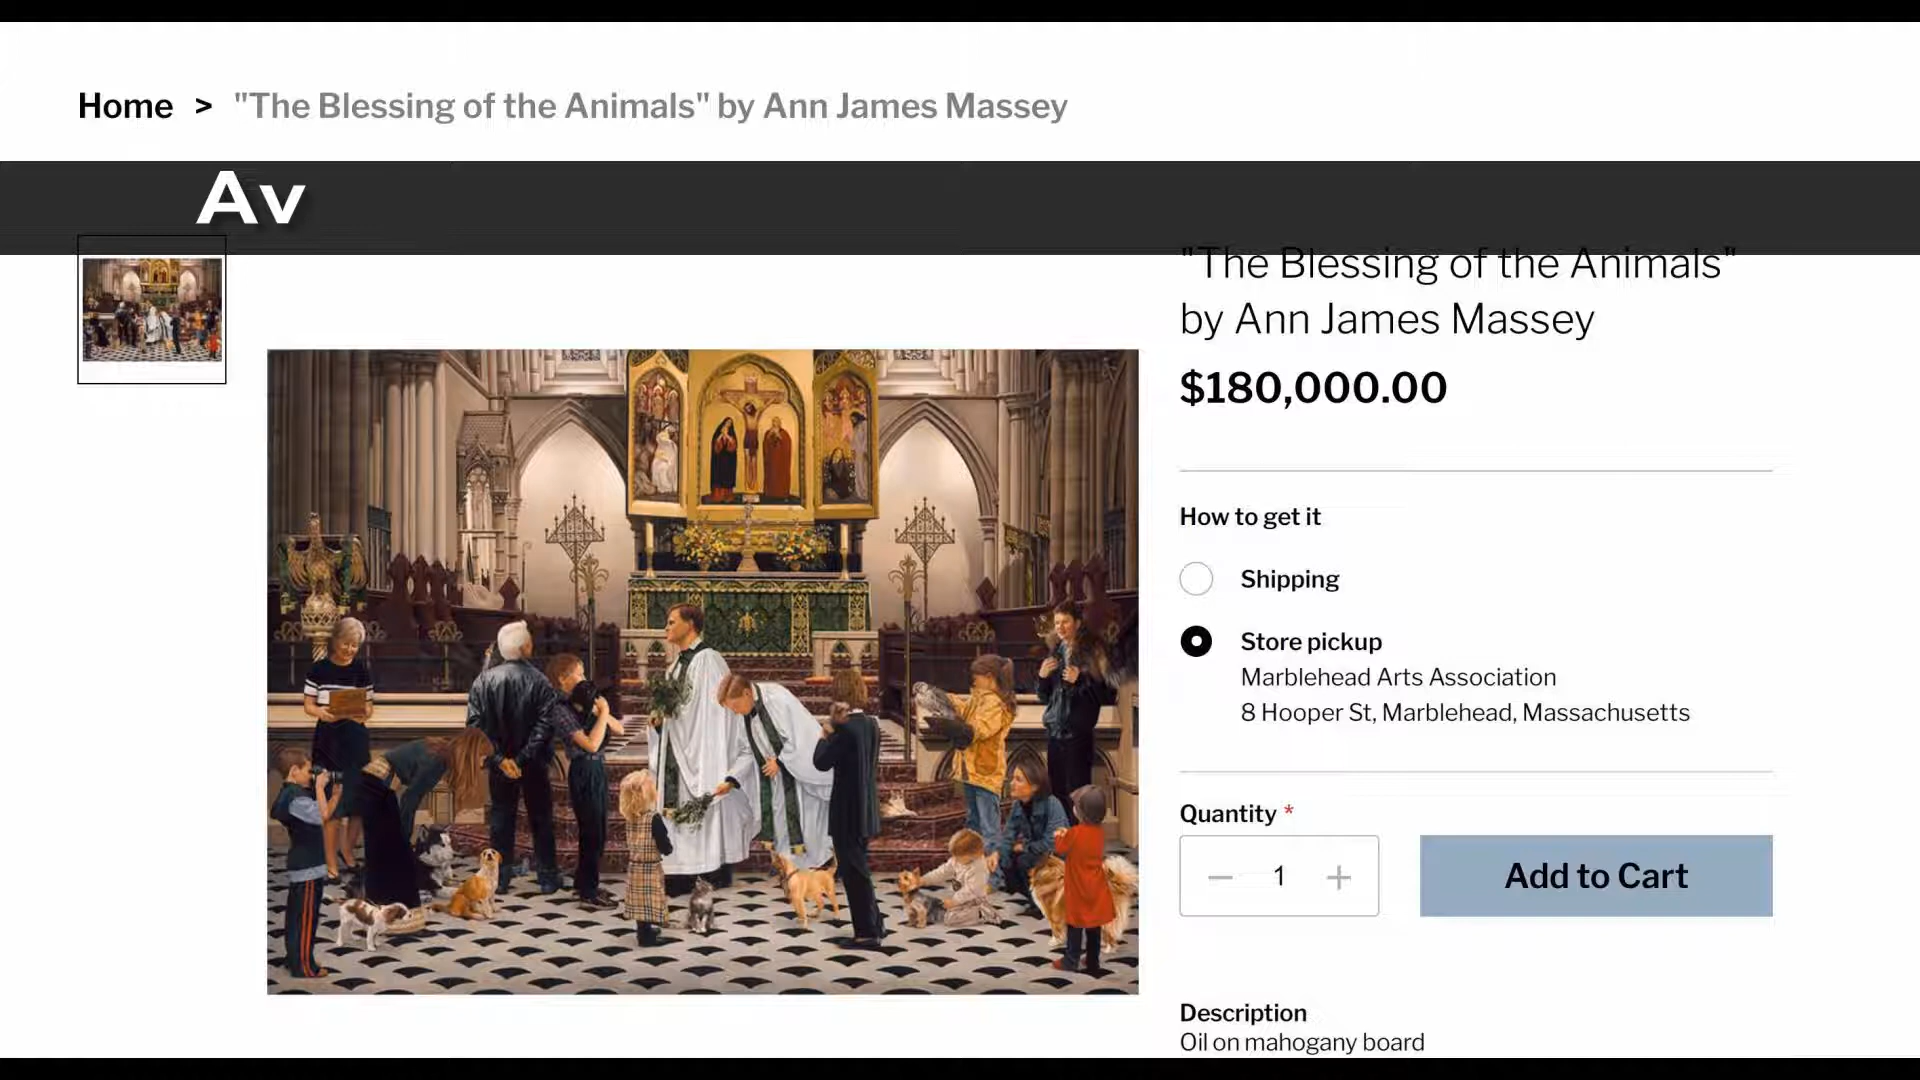 Home > "The Blessing of the Animals" by Ann James Massey
Av
"The Blessing of the Animals"
by Ann James Massey
$180,000.00
How to get it
Shipping
Store pickup
Marblehead Arts Association
8 Hooper St, Marblehead, Massachusetts
Quantity *
− 1 +
Add to Cart
Description
Oil on mahogany board